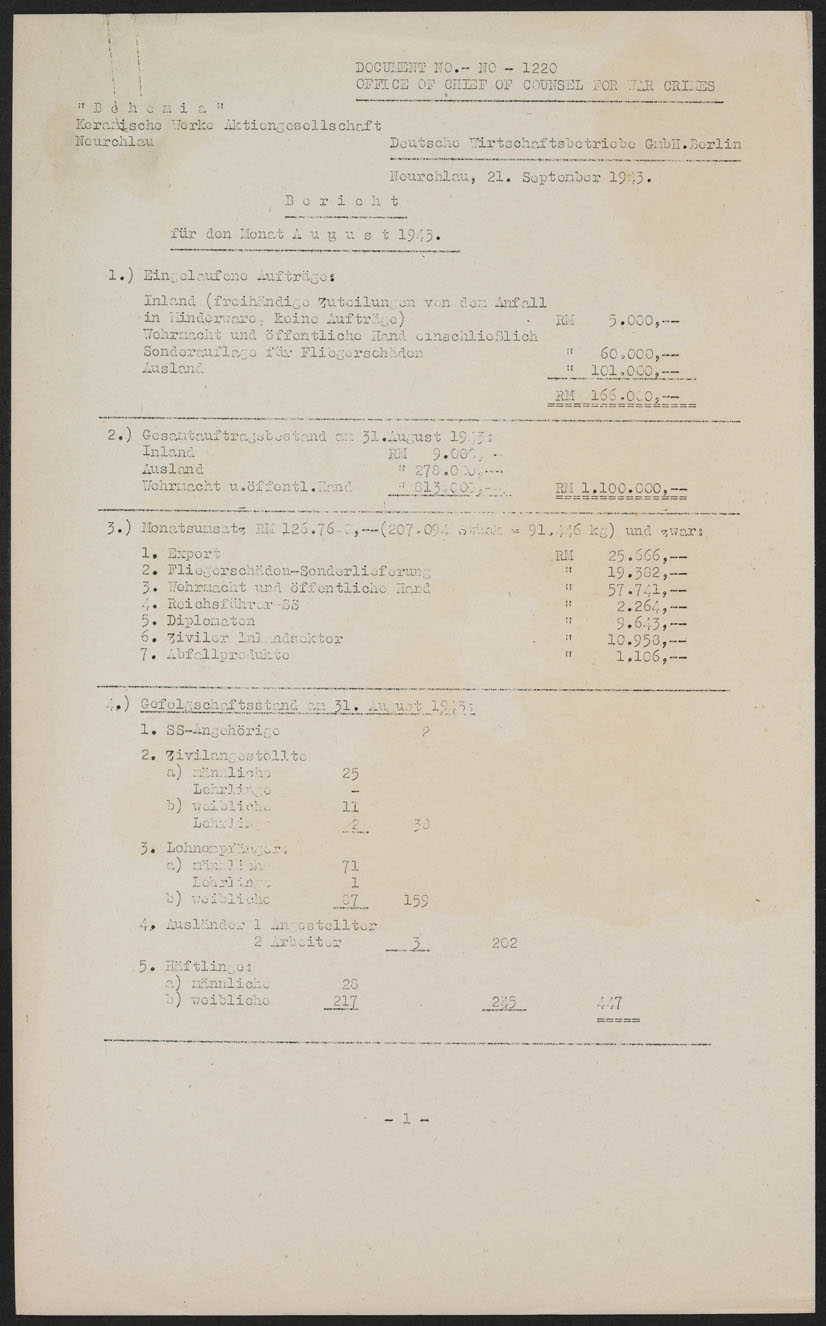 DOCUMENT NO.- NO - 1220
OFFICE OF CHIEF OF COUNSEL FOR WAR CRIMES
" B o h e m i a "
Keramische Werke Aktiengesellschaft
Neurohlau
Deutsche Wirtschaftsbetriebe GmbH.Berlin
Neurohlau, 21. September 1943.
B e r i c h t
für den Monat A u g u s t 1943.
1.) Eingelaufene Aufträge:
Inland (freihändige Zuteilungen von dem Anfall
in Minderware, keine Aufträge) - RM 5.000,--
Wehrmacht und öffentliche Hand einschließlich
Sonderauflage für Fliegerschäden " 60.000,--
Ausland " 101.000,--
RM 166.000,--
2.) Gesamtauftragsbestand am 31.August 1943:
Inland RM 9.000,--
Ausland " 278.000,--
Wehrmacht u.öffentl.Hand " 813.000,-- RM 1.100.000,--
3.) Monatsumsatz RM 126.76 ,--(207.094 Stück = 91.446 kg) und zwar:
1. Export RM 25.666,--
2. Fliegerschäden-Sonderlieferung " 19.382,--
3. Wehrmacht und öffentliche Hand " 57.741,--
4. Reichsführer-SS " 2.264,--
5. Diplomaten " 9.643,--
6. Ziviler Inlandsektor " 10.958,--
7. Abfallprodukte " 1.106,--
4.) Gefolgschaftsstand am 31. August 1943:
1. SS-Angehörige 2
2. Zivilangestellte
a) männliche 25
Lehrlinge -
b) weibliche 11
Lehrlinge 2 38
3. Lohnempfänger:
a) männliche 71
Lehrlinge 1
b) weibliche 87 159
4. Ausländer 1 Angestellter
2 Arbeiter 3 202
5. Häftlinge:
a) männliche 28
b) weibliche 217 245 447
- 1 -